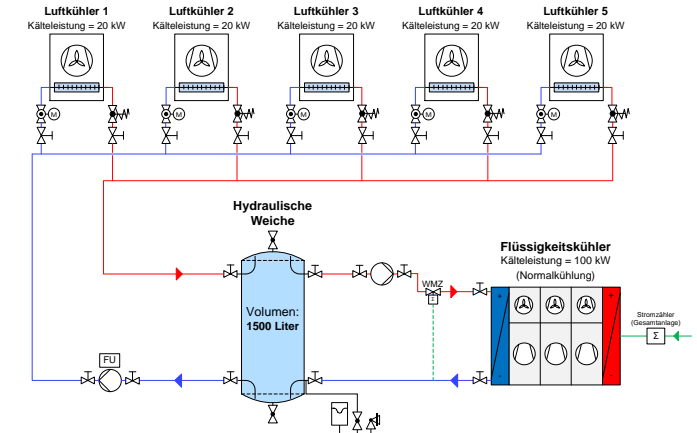 Luftkühler 1
Kälteleistung = 20 kW
Luftkühler 2
Kälteleistung = 20 kW
Luftkühler 3
Kälteleistung = 20 kW
Luftkühler 4
Kälteleistung = 20 kW
Luftkühler 5
Kälteleistung = 20 kW
M
M
M
M
M
Hydraulische
Weiche
Volumen:
1500 Liter
WMZ
Σ
Flüssigkeitskühler
Kälteleistung = 100 kW
(Normalkühlung)
+
+
-
-
Stromzähler
(Gesamtanlage)
Σ
FU